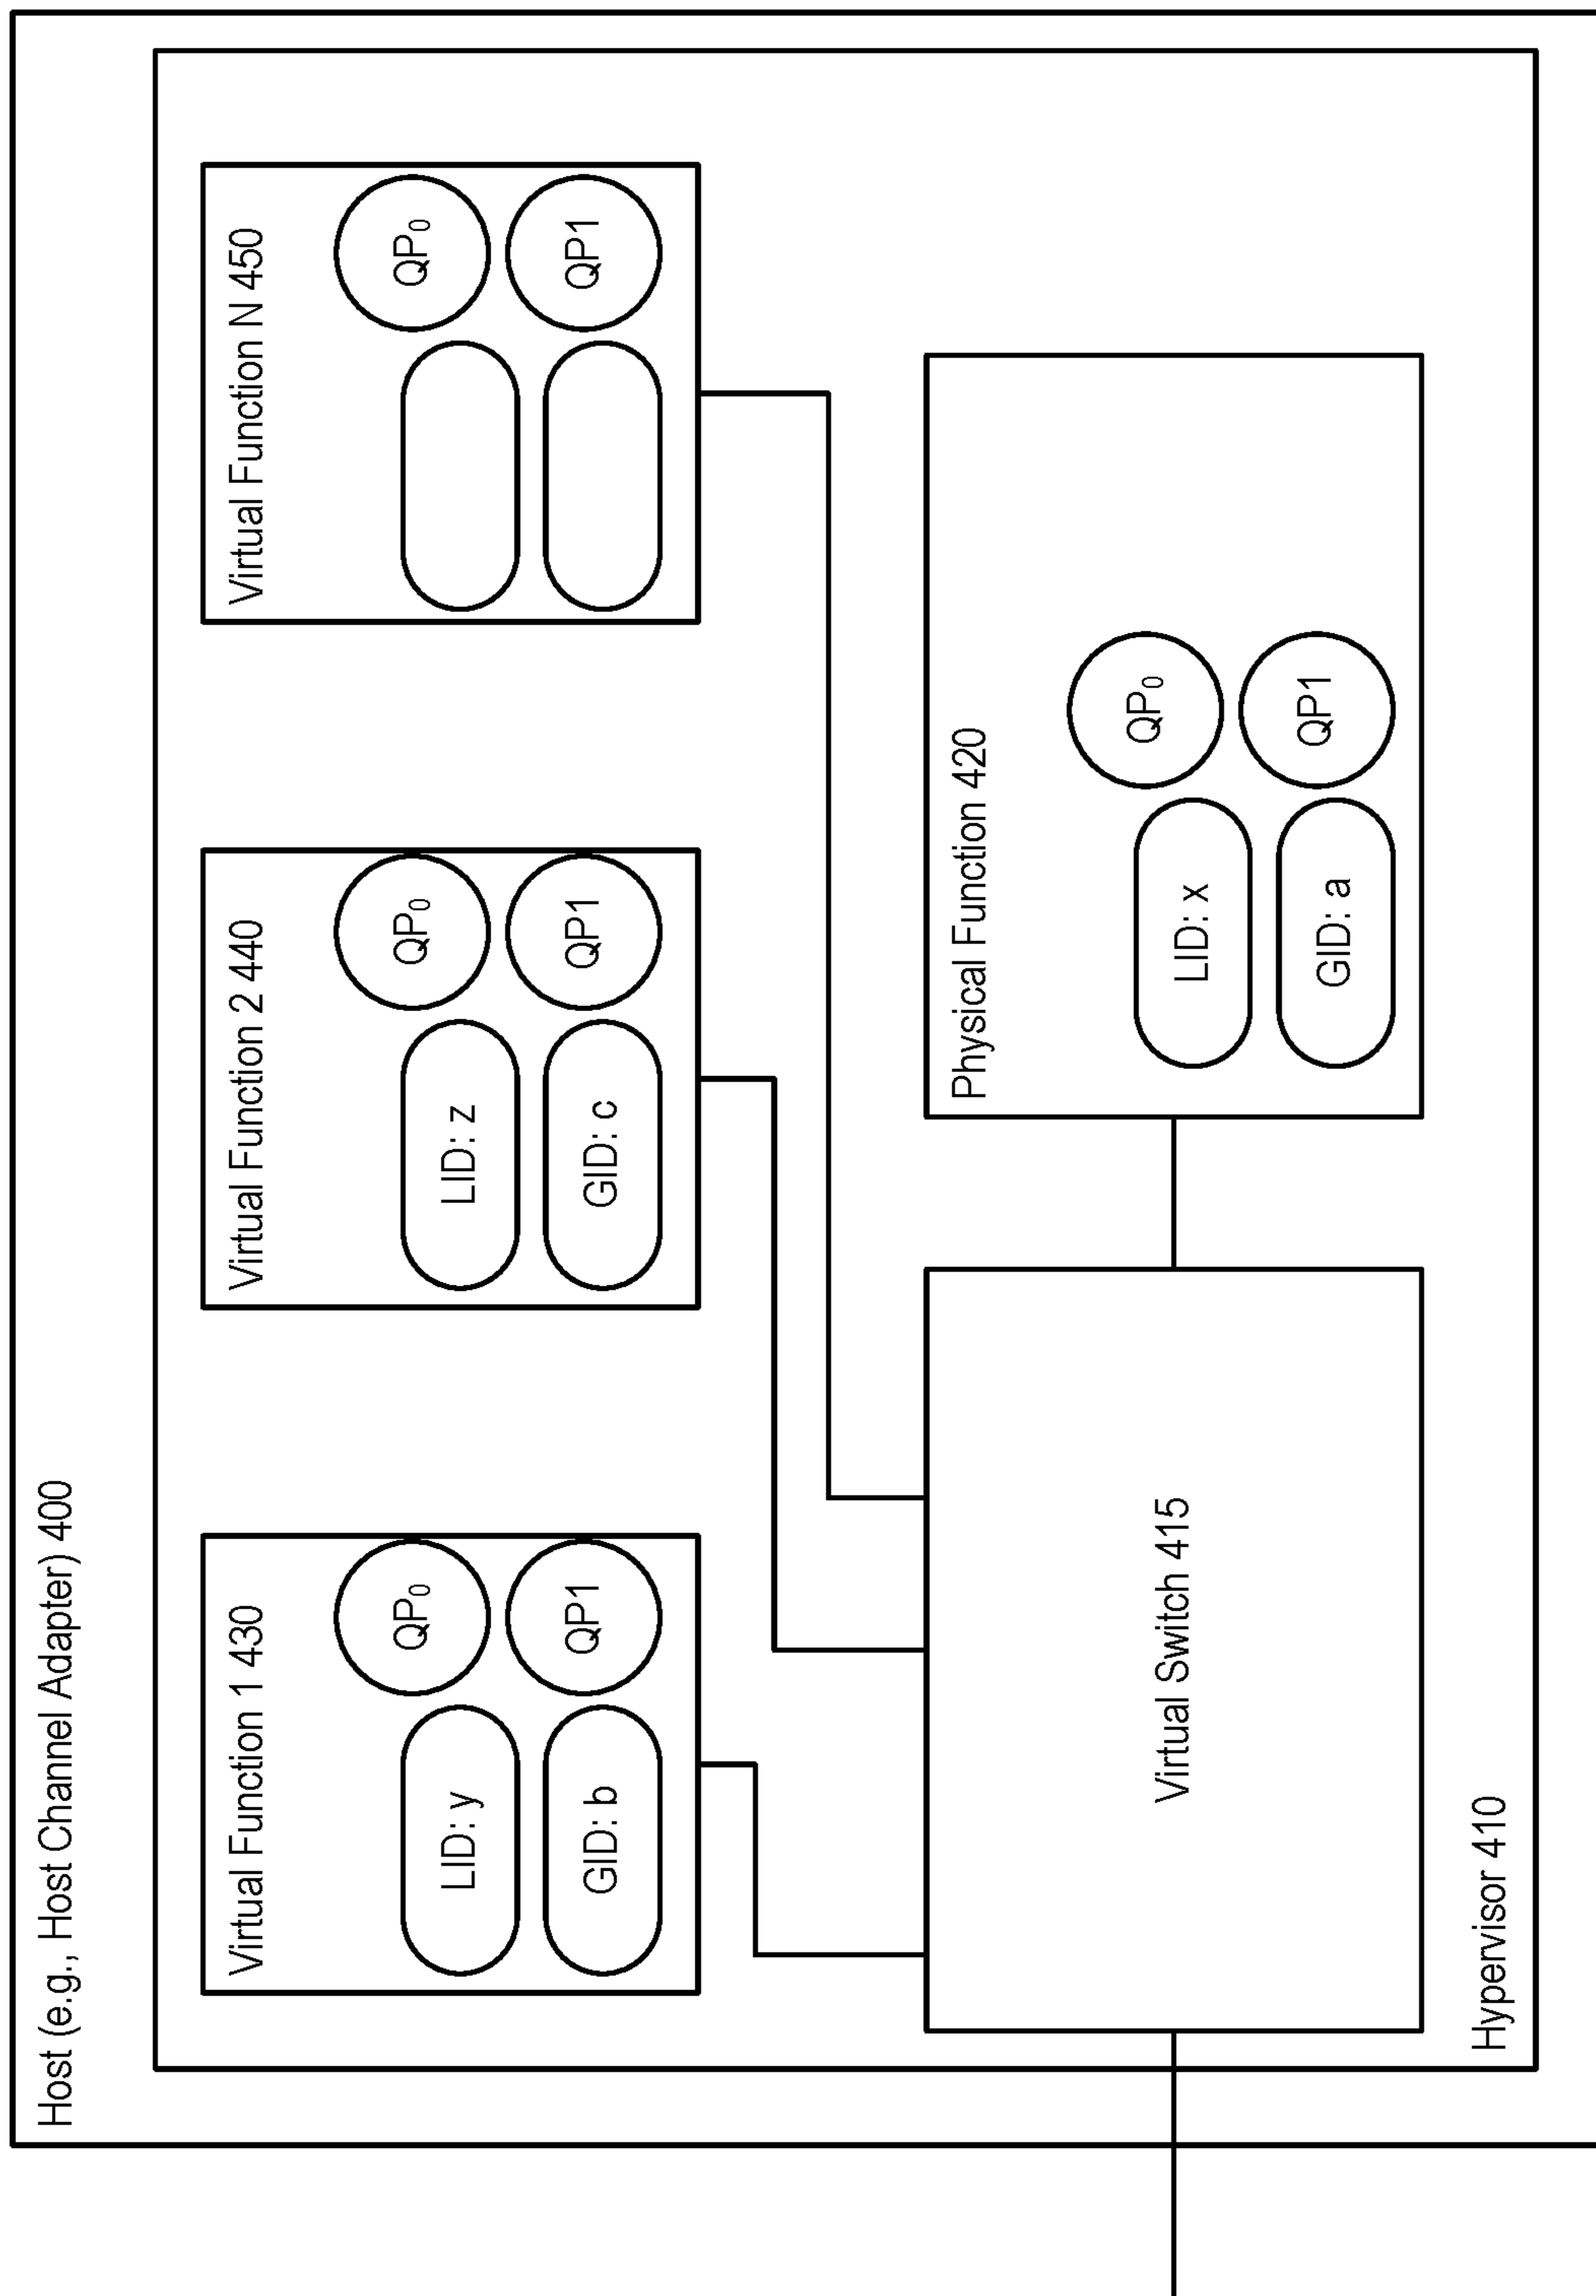 Host (e.g., Host Channel Adapter) 400
Virtual Function 1 430
QP₀
LID: y
QP1
GID: b
Virtual Function 2 440
QP₀
LID: z
QP1
GID: c
Virtual Function N 450
QP₀
QP1
Virtual Switch 415
Physical Function 420
QP₀
LID: x
QP1
GID: a
Hypervisor 410